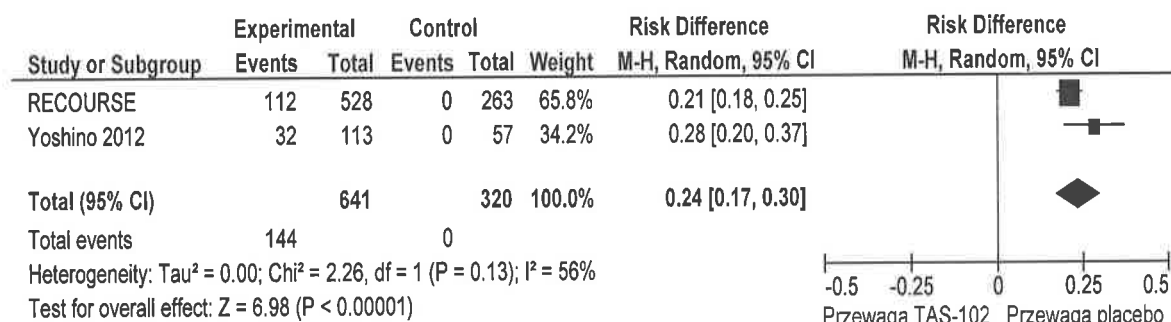 Experimental Control Risk Difference Risk Difference
Study or Subgroup Events Total Events Total Weight M-H, Random, 95% CI M-H, Random, 95% CI
RECOURSE 112 528 0 263 65.8% 0.21 [0.18, 0.25]
Yoshino 2012 32 113 0 57 34.2% 0.28 [0.20, 0.37]
Total (95% CI) 641 320 100.0% 0.24 [0.17, 0.30]
Total events 144 0
Heterogeneity: Tau² = 0.00; Chi² = 2.26, df = 1 (P = 0.13); I² = 56%
Test for overall effect: Z = 6.98 (P < 0.00001)
-0.5 -0.25 0 0.25 0.5
Przewaga TAS-102 Przewaga placebo